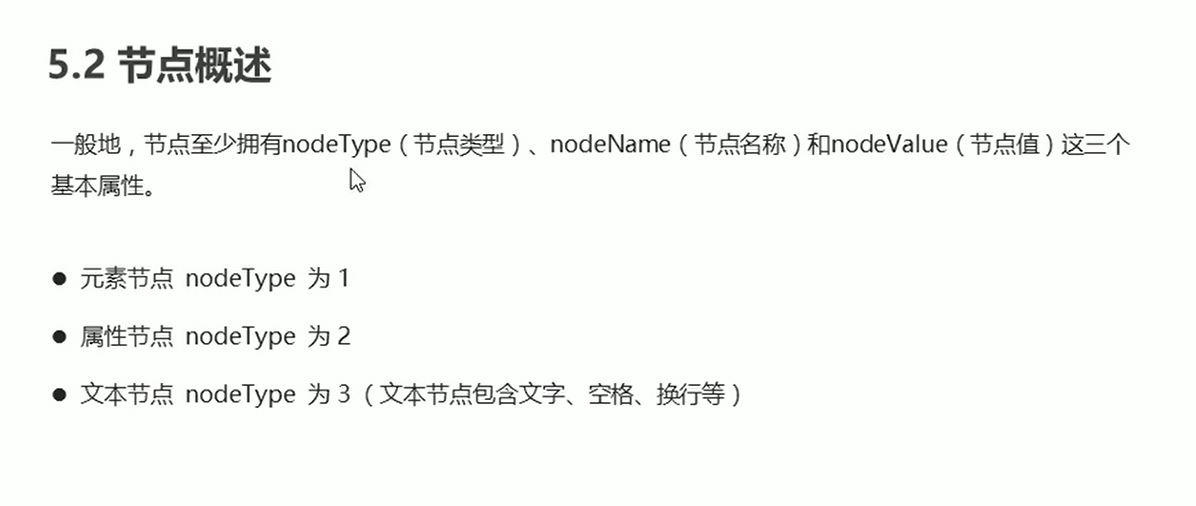 5.2 节点概述
一般地，节点至少拥有nodeType（节点类型）、nodeName（节点名称）和nodeValue（节点值）这三个
基本属性。
● 元素节点 nodeType 为 1
● 属性节点 nodeType 为 2
● 文本节点 nodeType 为 3（文本节点包含文字、空格、换行等）